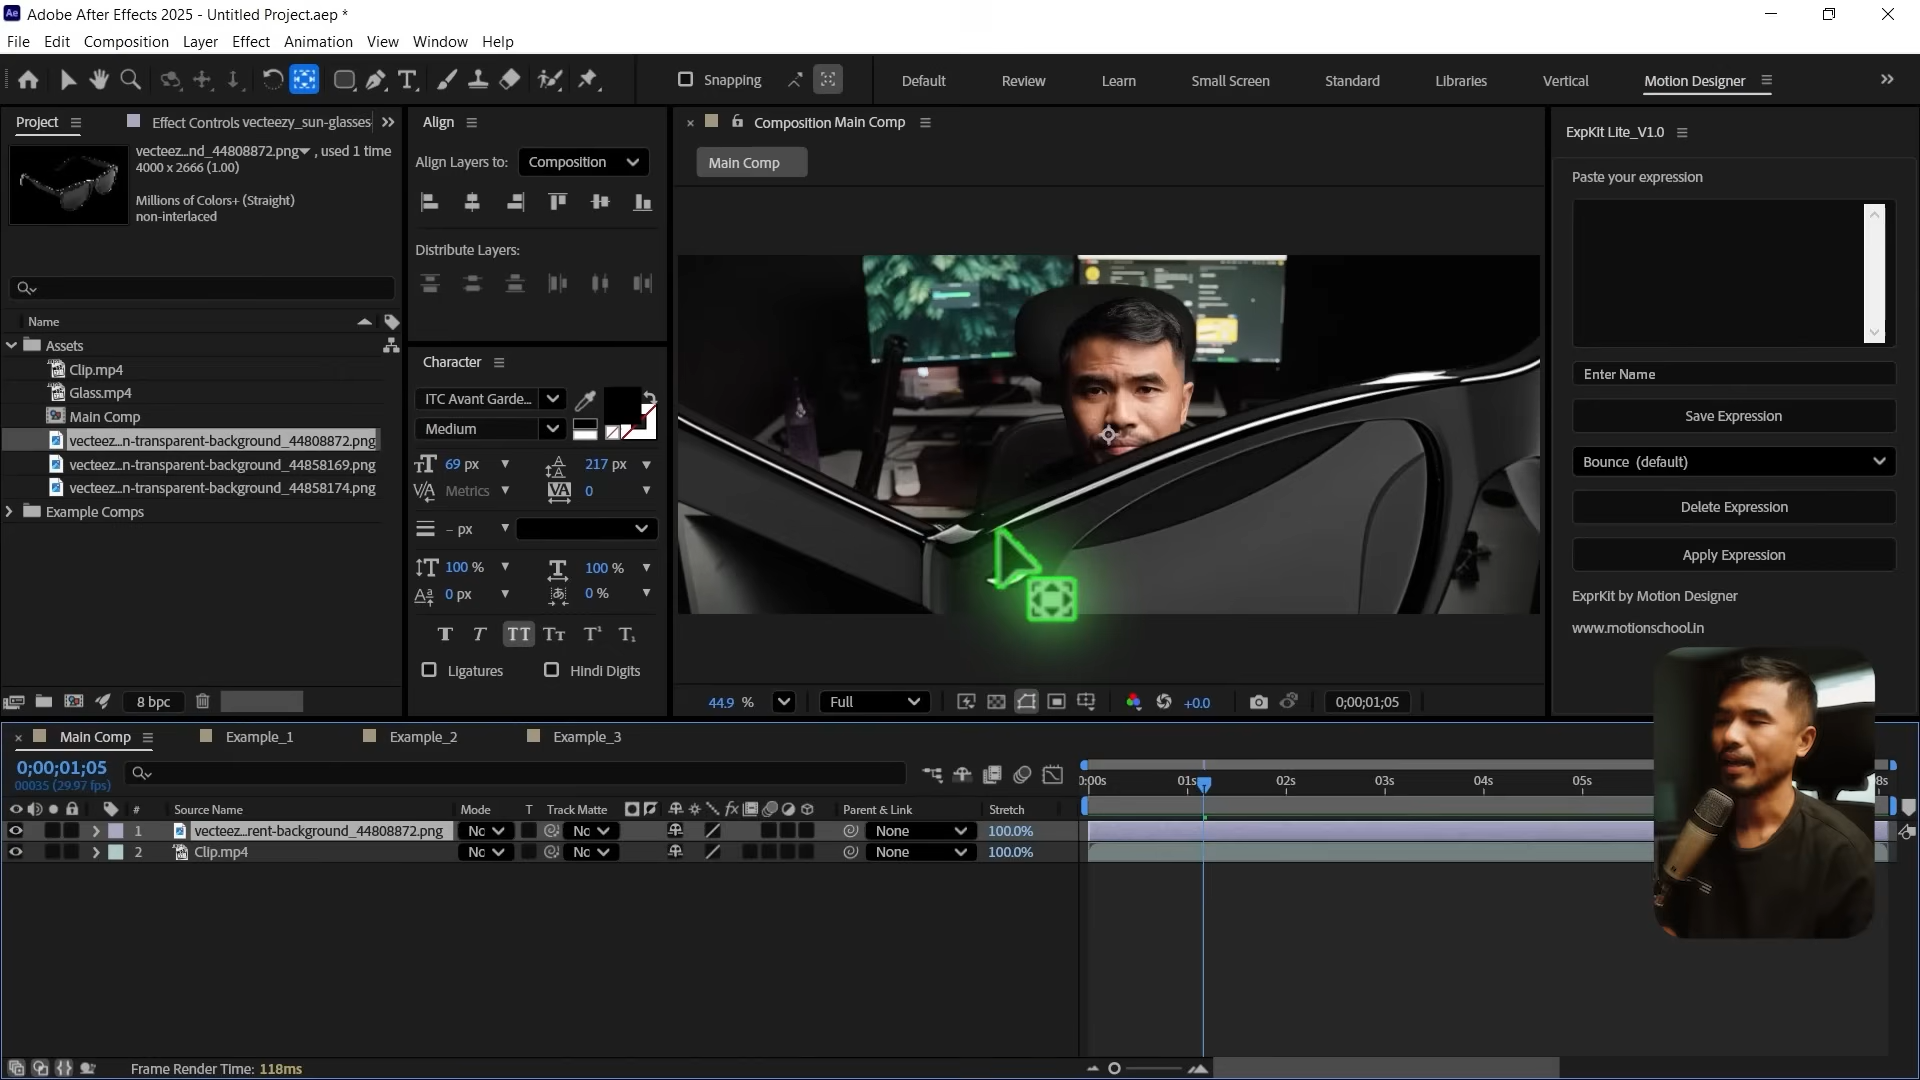 Adobe After Effects 2025 - Untitled Project.aep *
File Edit Composition Layer Effect Animation View Window Help
Snapping
Default Review Learn Small Screen Standard Libraries Vertical Motion Designer
Project Effect Controls vecteezy_sun-glasses-
vecteez...nd_44808872.png , used 1 time
4000 x 2666 (1.00)
Millions of Colors+ (Straight)
non-interlaced
Name
Assets
Clip.mp4
Glass.mp4
Main Comp
vecteez...n-transparent-background_44808872.png
vecteez...n-transparent-background_44858169.png
vecteez...n-transparent-background_44858174.png
Example Comps
8 bpc
Align
Align Layers to: Composition
Distribute Layers:
Character
ITC Avant Garde...
Medium
69 px 217 px
Metrics 0
- px
100 % 100 %
0 px 0 %
Ligatures Hindi Digits
Composition Main Comp
Main Comp
44.9 % Full +0.0 0;00;01;05
ExpKit Lite_V1.0
Paste your expression
Enter Name
Save Expression
Bounce (default)
Delete Expression
Apply Expression
ExprKit by Motion Designer
www.motionschool.in
Main Comp Example_1 Example_2 Example_3
0;00;01;05
00035 (29.97 fps)
0:00s 01s 02s 03s 04s 05s 8s
# Source Name Mode T Track Matte Parent & Link Stretch
1 vecteez...rent-background_44808872.png Nc Nc None 100.0%
2 Clip.mp4 Nc Nc None 100.0%
Frame Render Time: 118ms